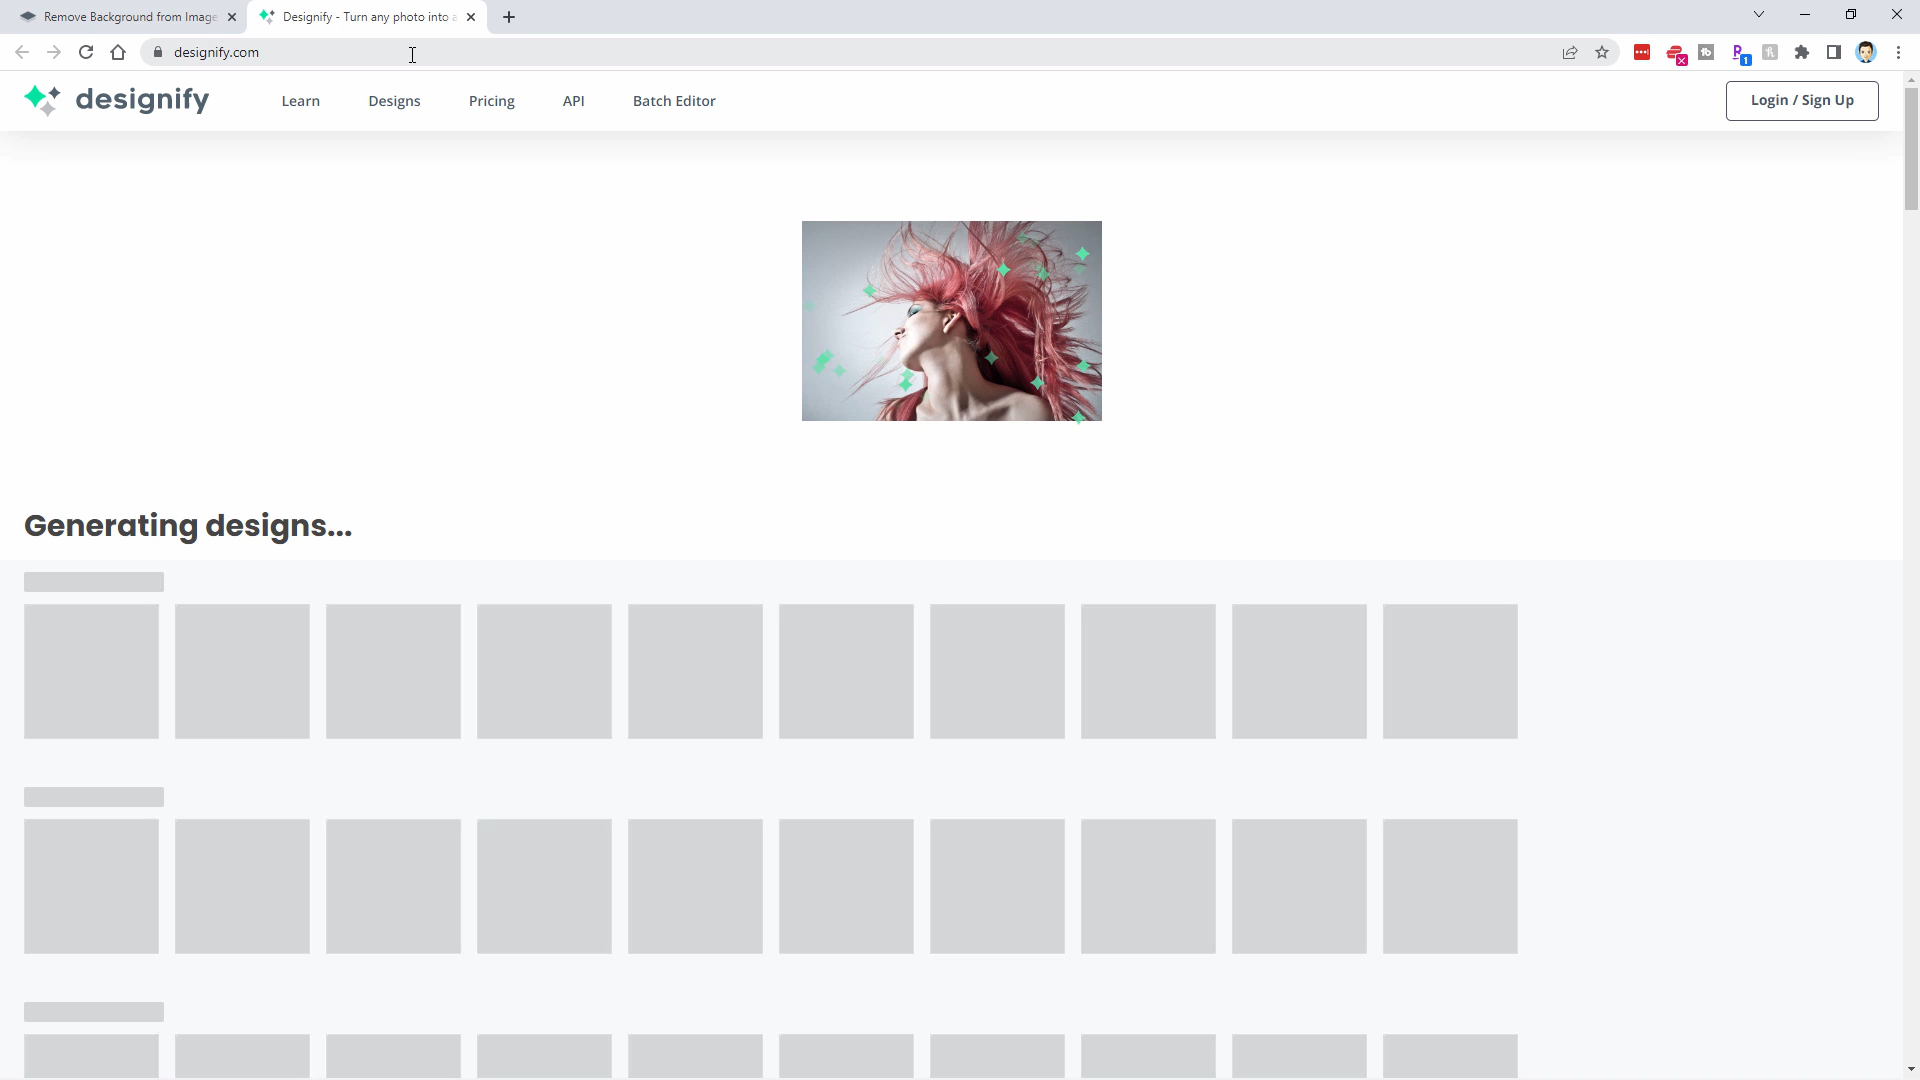 Remove Background from Image
Designify - Turn any photo into a
designify.com
designify
Learn
Designs
Pricing
API
Batch Editor
Login / Sign Up
Generating designs...